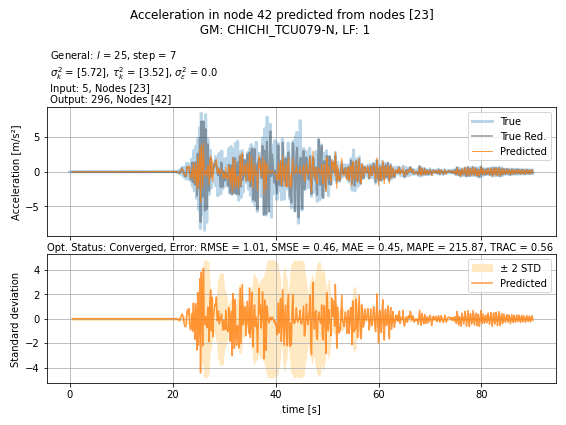 Acceleration in node 42 predicted from nodes [23]
GM: CHICHI_TCU079-N, LF: 1
General: l = 25, step = 7
σ²ₖ = [5.72], τ²ₖ = [3.52], σ²ε = 0.0
Input: 5, Nodes [23]
Output: 296, Nodes [42]
Acceleration [m/s²]
5
0
−5
True
True Red.
Predicted
Opt. Status: Converged, Error: RMSE = 1.01, SMSE = 0.46, MAE = 0.45, MAPE = 215.87, TRAC = 0.56
Standard deviation
4
2
0
−2
−4
± 2 STD
Predicted
0 20 40 60 80
time [s]